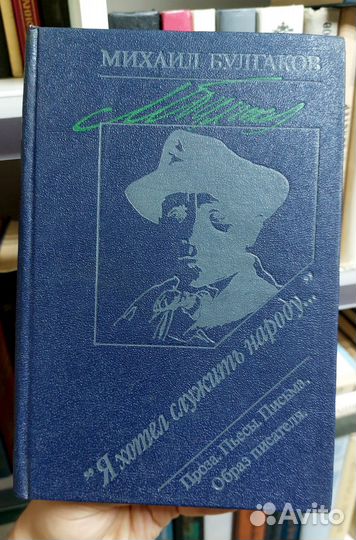 МИХАИЛ БУЛГАКОВ
„Я хотел служить народу..."
Проза. Пьесы. Письма.
Образ писателя.
Avito